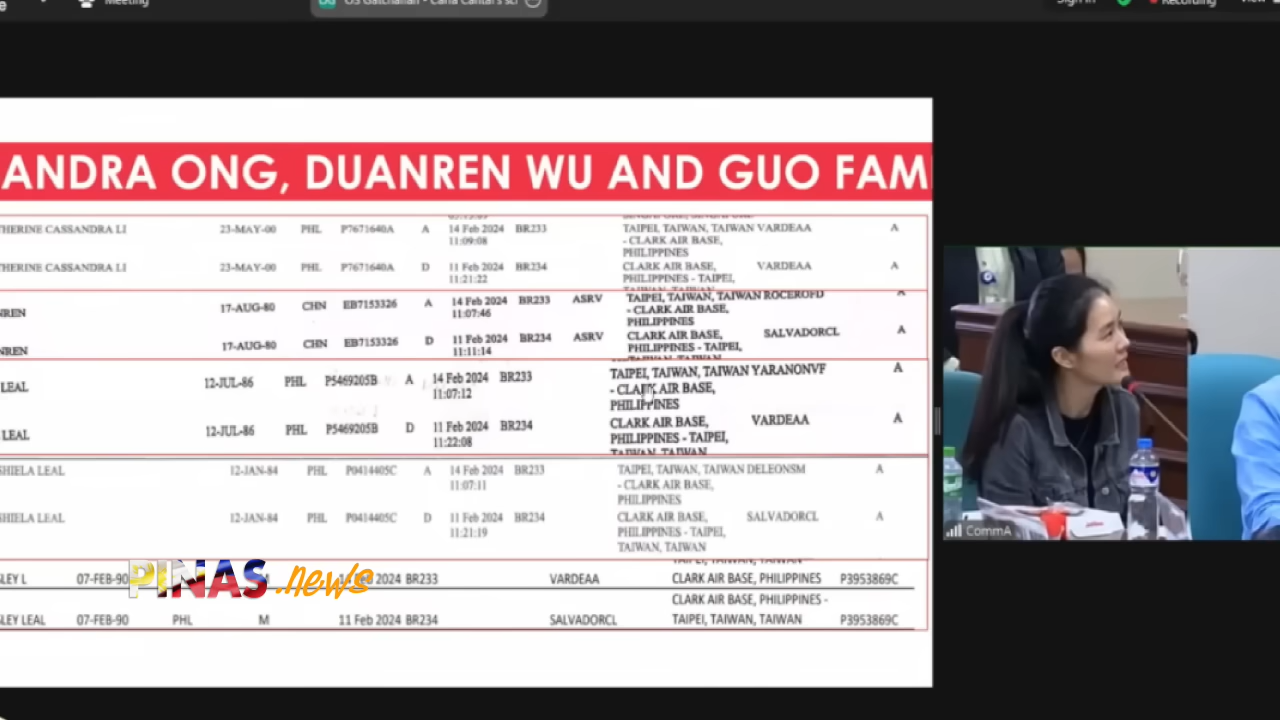 Meeting
Recording
ANDRA ONG, DUANREN WU AND GUO FAM
THERINE CASSANDRA LI 23-MAY-00 PHL P7671640A A 14 Feb 2024 BR233 TAIPEI, TAIWAN, TAIWAN VARDEAA A
11:09:08 - CLARK AIR BASE,
PHILIPPINES
THERINE CASSANDRA LI 23-MAY-00 PHL P7671640A D 11 Feb 2024 BR234 CLARK AIR BASE, VARDEAA A
11:21:22 PHILIPPINES - TAIPEI,
TAIWAN, TAIWAN
NREN 17-AUG-80 CHN EB7153326 A 14 Feb 2024 BR233 ASRV TAIPEI, TAIWAN, TAIWAN ROCEROFD A
11:07:46 - CLARK AIR BASE,
PHILIPPINES
NREN 17-AUG-80 CHN EB7153326 D 11 Feb 2024 BR234 ASRV CLARK AIR BASE, SALVADORCL A
11:11:14 PHILIPPINES - TAIPEI,
TAIWAN, TAIWAN
LEAL 12-JUL-86 PHL P5469205B A 14 Feb 2024 BR233 TAIPEI, TAIWAN, TAIWAN YARANONVF A
11:07:12 - CLARK AIR BASE,
PHILIPPINES
LEAL 12-JUL-86 PHL P5469205B D 11 Feb 2024 BR234 CLARK AIR BASE, VARDEAA A
11:22:08 PHILIPPINES - TAIPEI,
TAIWAN, TAIWAN
SHIELA LEAL 12-JAN-84 PHL P0414405C A 14 Feb 2024 BR233 TAIPEI, TAIWAN, TAIWAN DELEONSM A
11:07:11 - CLARK AIR BASE,
PHILIPPINES
SHIELA LEAL 12-JAN-84 PHL P0414405C D 11 Feb 2024 BR234 CLARK AIR BASE, SALVADORCL A
11:21:19 PHILIPPINES - TAIPEI,
TAIWAN, TAIWAN
SLEY L 07-FEB-90 M 2024 BR233 VARDEAA CLARK AIR BASE, PHILIPPINES P3953869C
CLARK AIR BASE, PHILIPPINES -
SLEY LEAL 07-FEB-90 PHL M 11 Feb 2024 BR234 SALVADORCL TAIPEI, TAIWAN, TAIWAN P3953869C
PINAS.news
CommA